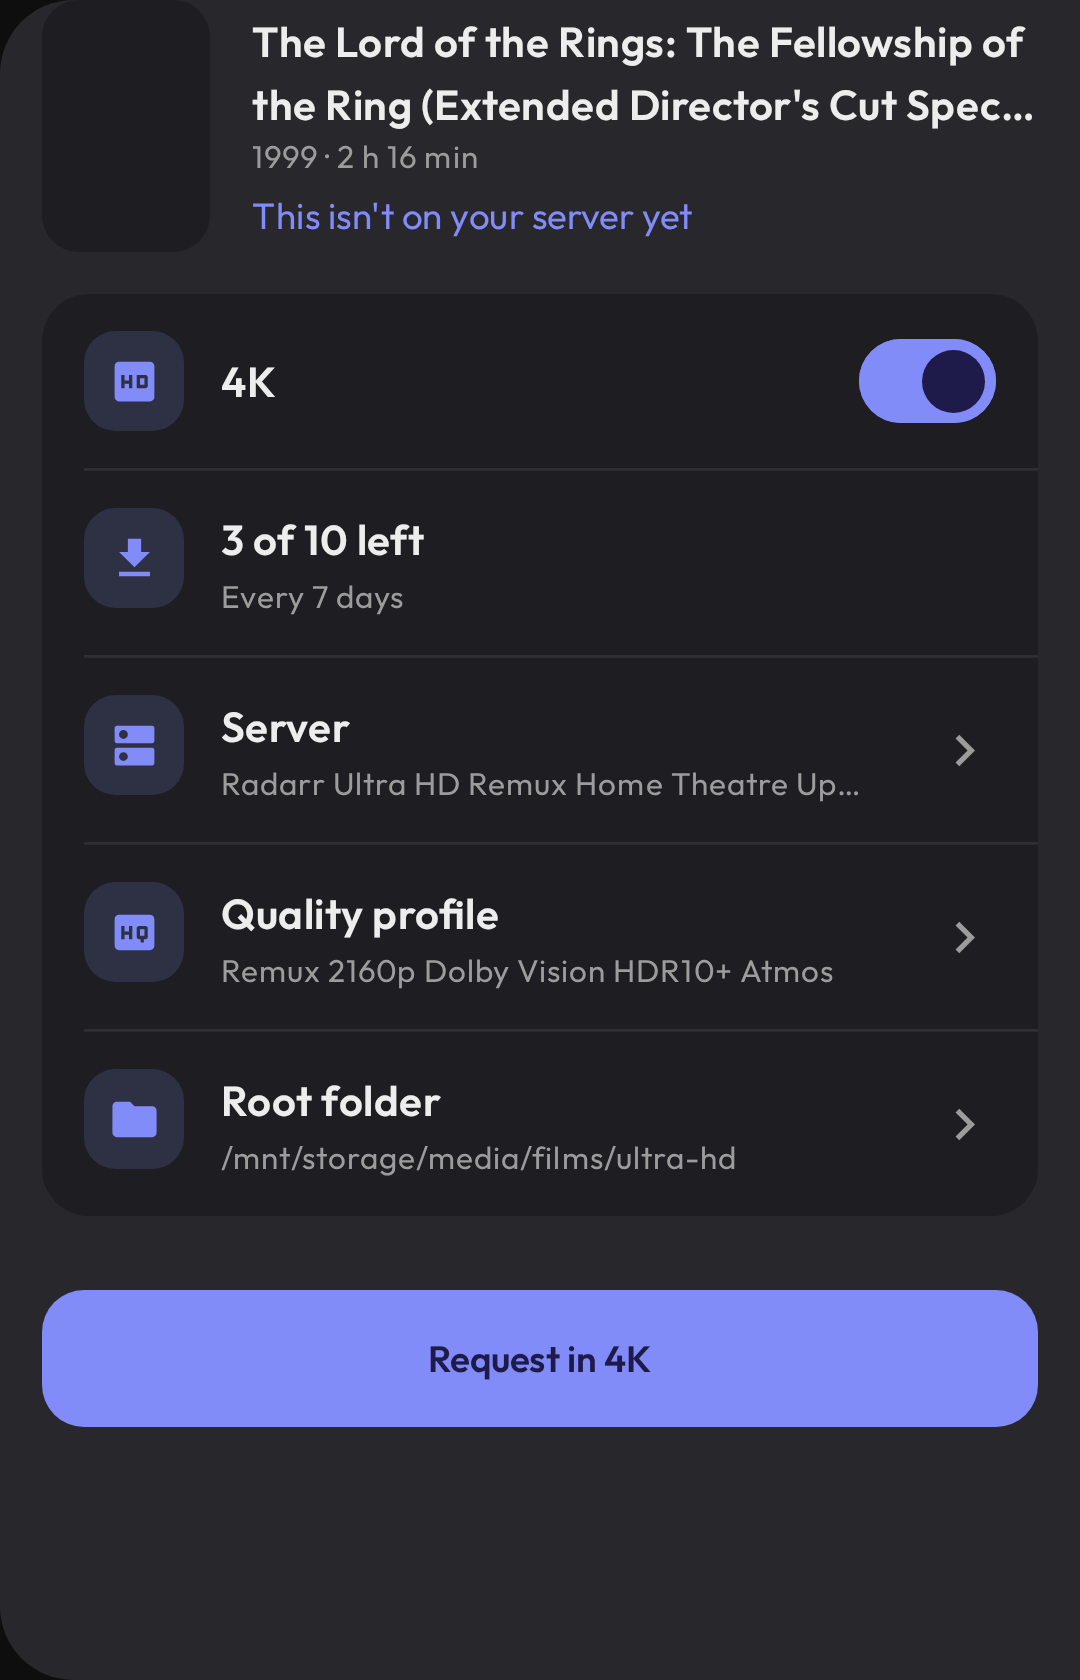 The Lord of the Rings: The Fellowship of
the Ring (Extended Director's Cut Spec...
1999 · 2 h 16 min
This isn't on your server yet
HD
4K
3 of 10 left
Every 7 days
Server
Radarr Ultra HD Remux Home Theatre Up...
HQ
Quality profile
Remux 2160p Dolby Vision HDR10+ Atmos
Root folder
/mnt/storage/media/films/ultra-hd
Request in 4K